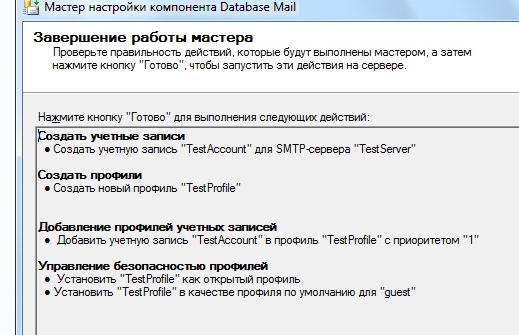 Мастер настройки компонента Database Mail
Завершение работы мастера
Проверьте правильность действий, которые будут выполнены мастером, а затем
нажмите кнопку "Готово", чтобы запустить эти действия на сервере.
Нажмите кнопку "Готово" для выполнения следующих действий:
Создать учетные записи
● Создать учетную запись "TestAccount" для SMTP-сервера "TestServer"
Создать профили
● Создать новый профиль "TestProfile"
Добавление профилей учетных записей
● Добавить учетную запись "TestAccount" в профиль "TestProfile" с приоритетом "1"
Управление безопасностью профилей
● Установить "TestProfile" как открытый профиль
● Установить "TestProfile" в качестве профиля по умолчанию для "guest"